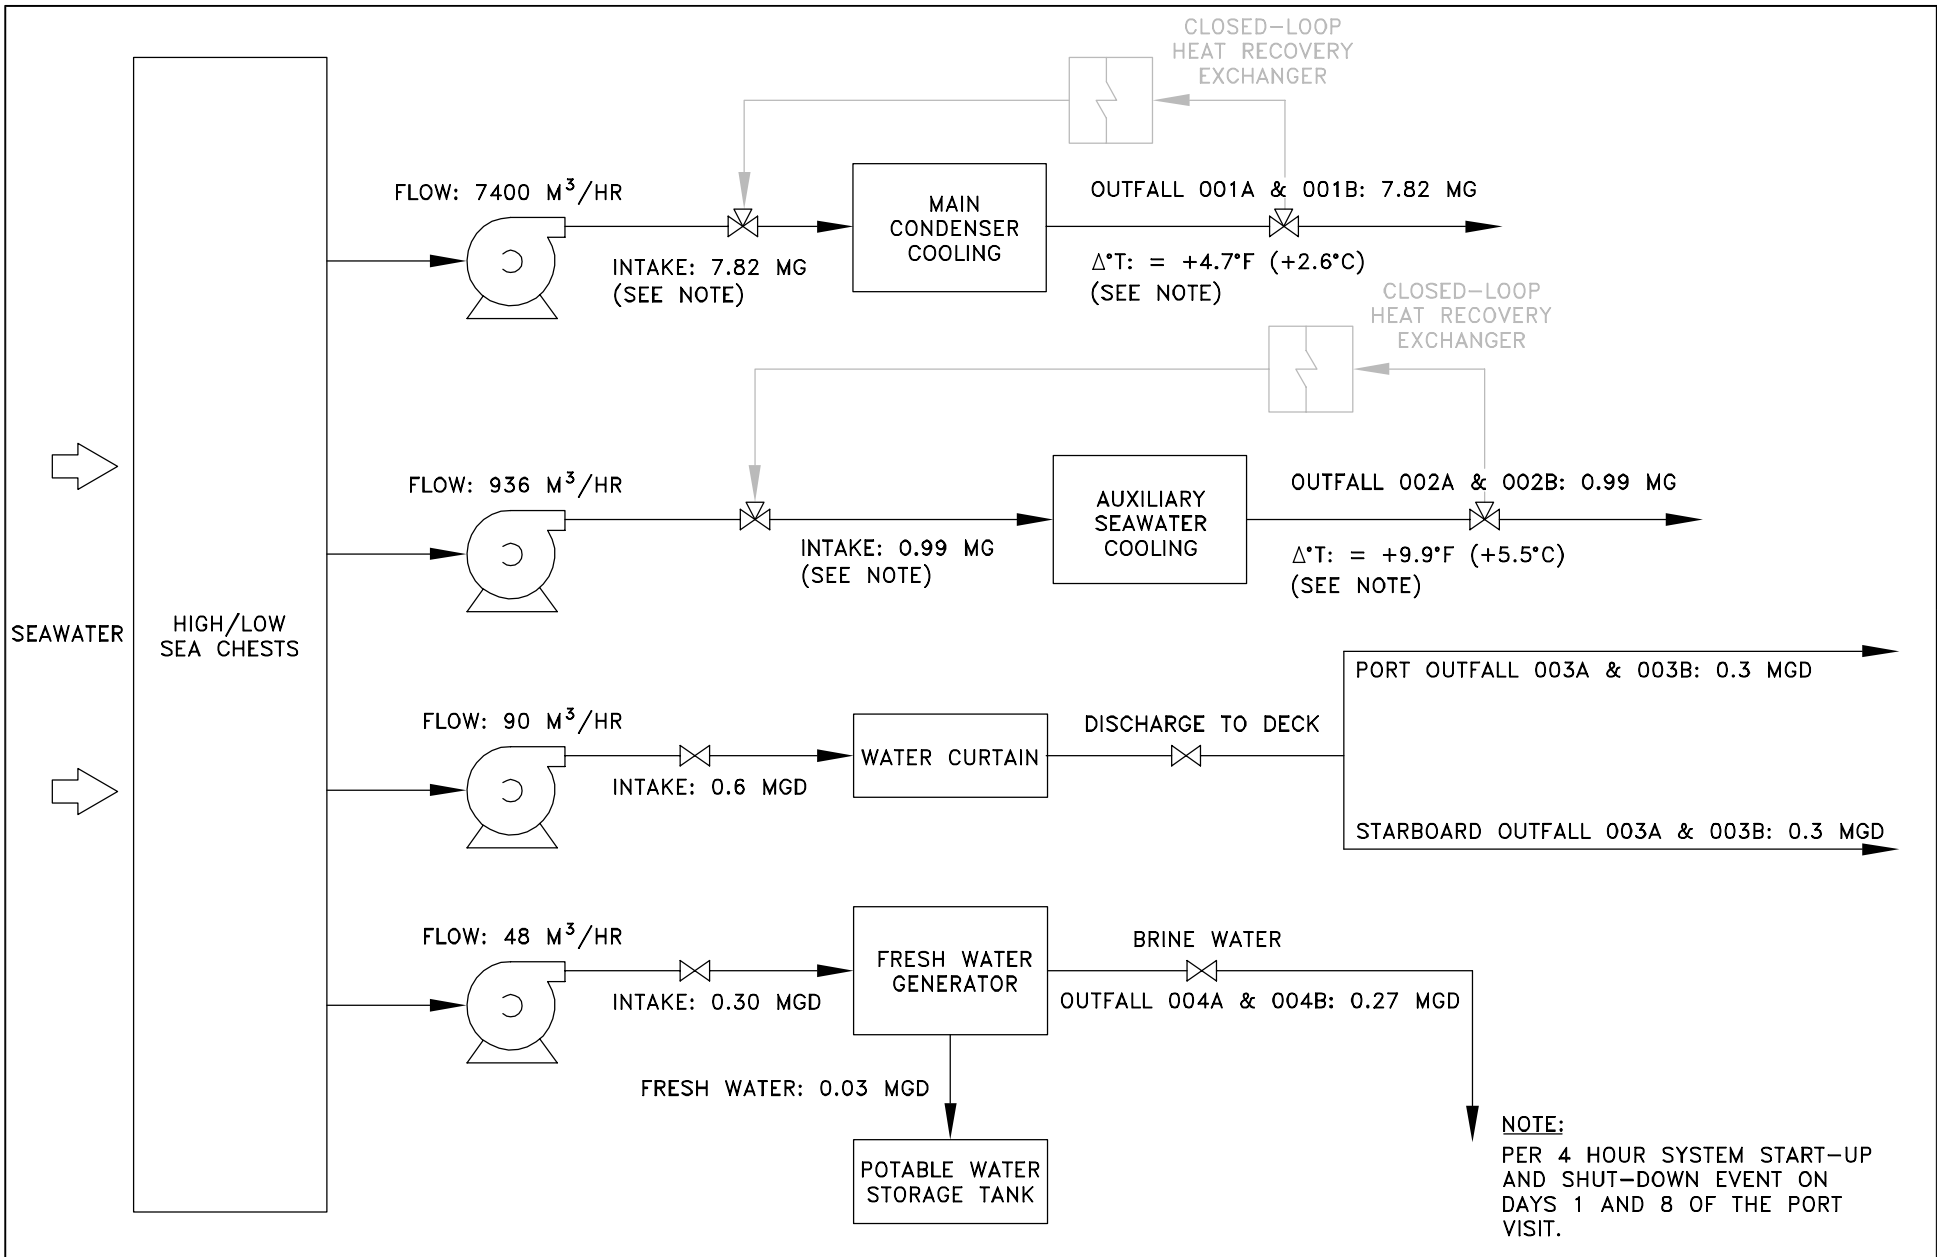 CLOSED-LOOP
HEAT RECOVERY
EXCHANGER
FLOW: 7400 M³/HR
INTAKE: 7.82 MG
(SEE NOTE)
MAIN
CONDENSER
COOLING
OUTFALL 001A & 001B: 7.82 MG
Δ°T: = +4.7°F (+2.6°C)
(SEE NOTE)
CLOSED-LOOP
HEAT RECOVERY
EXCHANGER
FLOW: 936 M³/HR
INTAKE: 0.99 MG
(SEE NOTE)
AUXILIARY
SEAWATER
COOLING
OUTFALL 002A & 002B: 0.99 MG
Δ°T: = +9.9°F (+5.5°C)
(SEE NOTE)
SEAWATER
HIGH/LOW
SEA CHESTS
FLOW: 90 M³/HR
INTAKE: 0.6 MGD
WATER CURTAIN
DISCHARGE TO DECK
PORT OUTFALL 003A & 003B: 0.3 MGD
STARBOARD OUTFALL 003A & 003B: 0.3 MGD
FLOW: 48 M³/HR
INTAKE: 0.30 MGD
FRESH WATER
GENERATOR
BRINE WATER
OUTFALL 004A & 004B: 0.27 MGD
FRESH WATER: 0.03 MGD
POTABLE WATER
STORAGE TANK
NOTE:
PER 4 HOUR SYSTEM START-UP
AND SHUT-DOWN EVENT ON
DAYS 1 AND 8 OF THE PORT
VISIT.